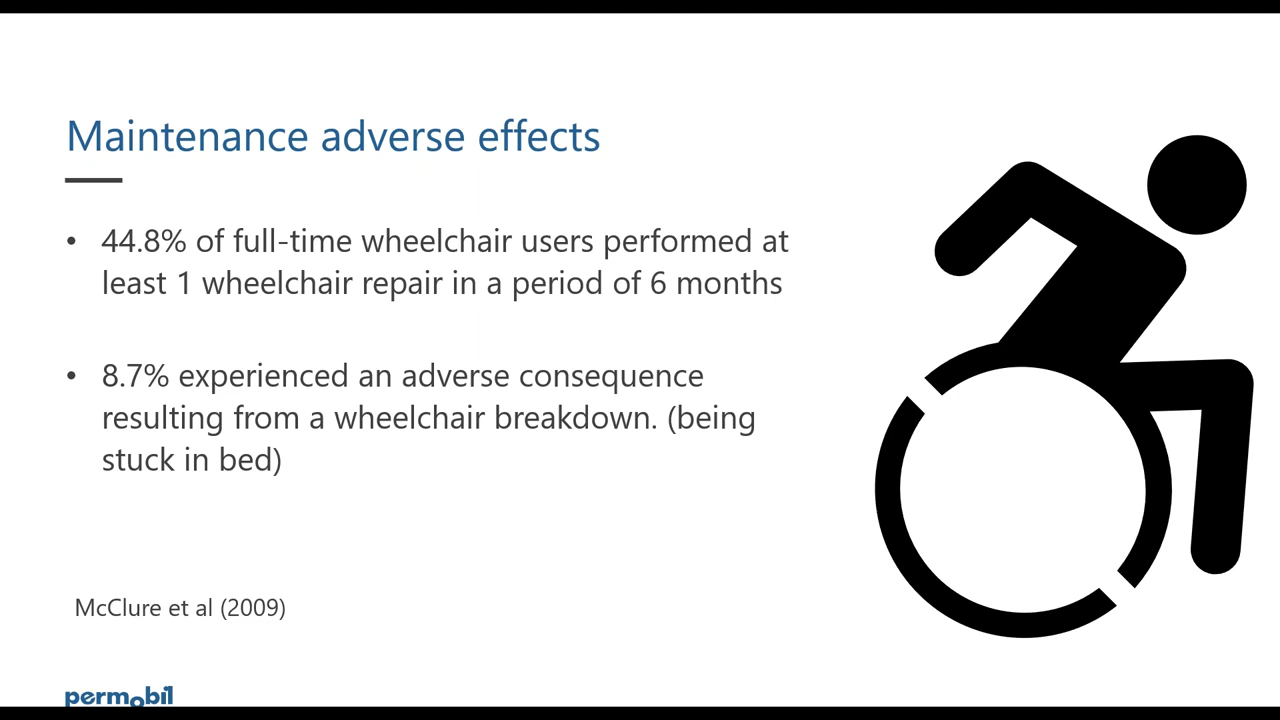 Maintenance adverse effects
• 44.8% of full-time wheelchair users performed at
least 1 wheelchair repair in a period of 6 months
• 8.7% experienced an adverse consequence
resulting from a wheelchair breakdown. (being
stuck in bed)
McClure et al (2009)
permobil